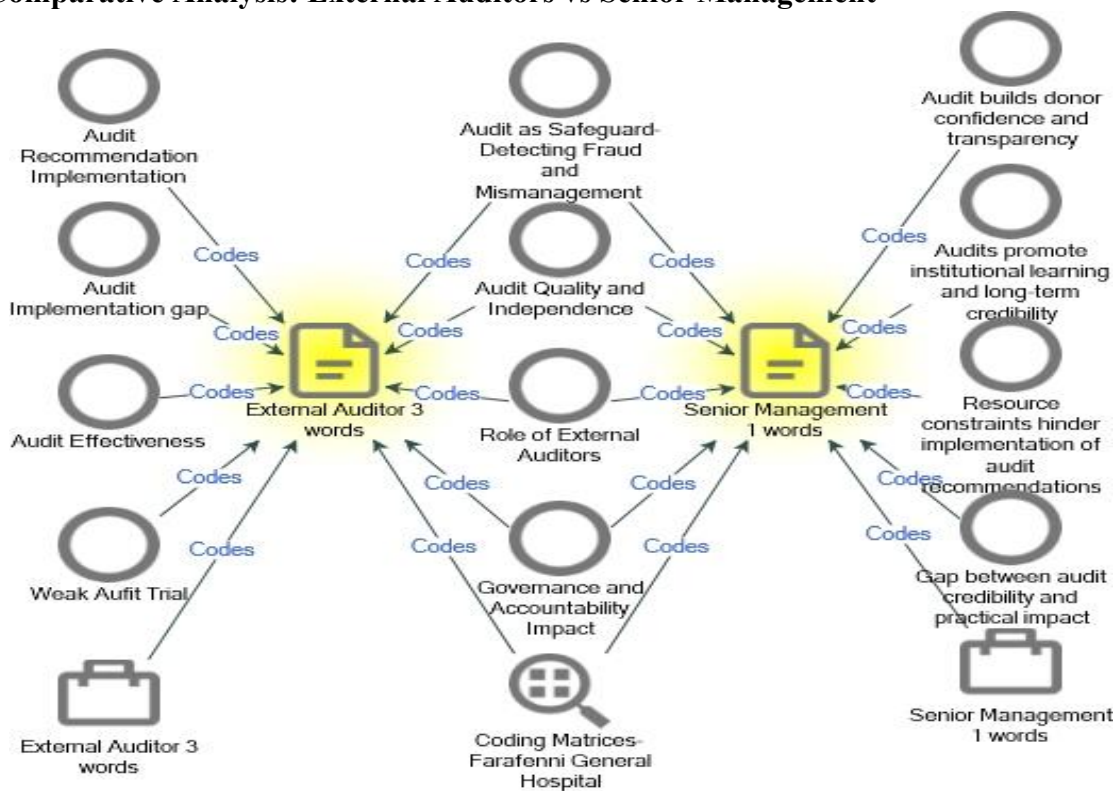 Comparative Analysis: External Auditors vs Senior Management
Audit
Recommendation
Implementation
Audit as Safeguard-
Detecting Fraud
and
Mismanagement
Audit builds donor
confidence and
transparency
Codes
Codes
Codes
Codes
Audit
Implementation gap
Audit Quality and
Independence
Audits promote
institutional learning
and long-term
credibility
Codes
Codes
Codes
Codes
Codes
Codes
Codes
Codes
Audit Effectiveness
External Auditor 3
words
Role of External
Auditors
Senior Management
1 words
Resource
constraints hinder
implementation of
audit
recommendations
Codes
Codes
Codes
Codes
Weak Aufit Trial
Codes
Codes
Codes
Codes
Governance and
Accountability
Impact
Gap between audit
credibility and
practical impact
External Auditor 3
words
Coding Matrices-
Farafenni General
Hospital
Senior Management
1 words